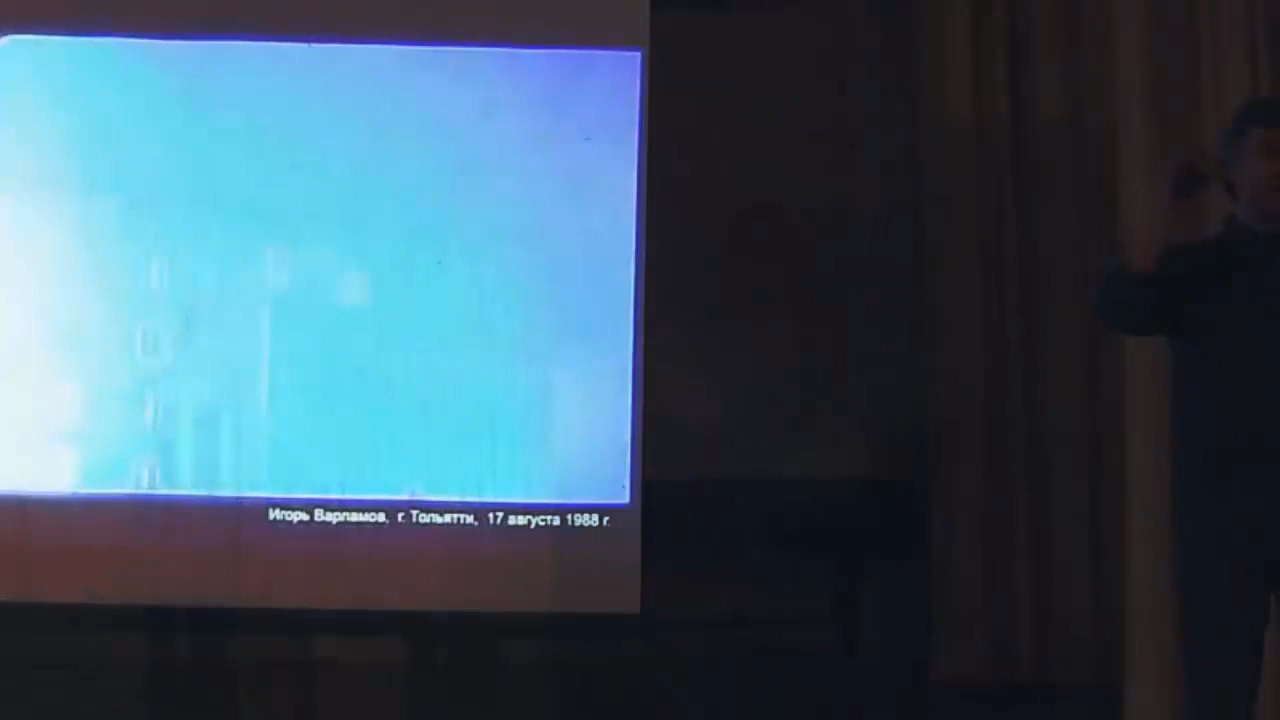 Игорь Варламов, г. Тольятти, 17 августа 1988 г.